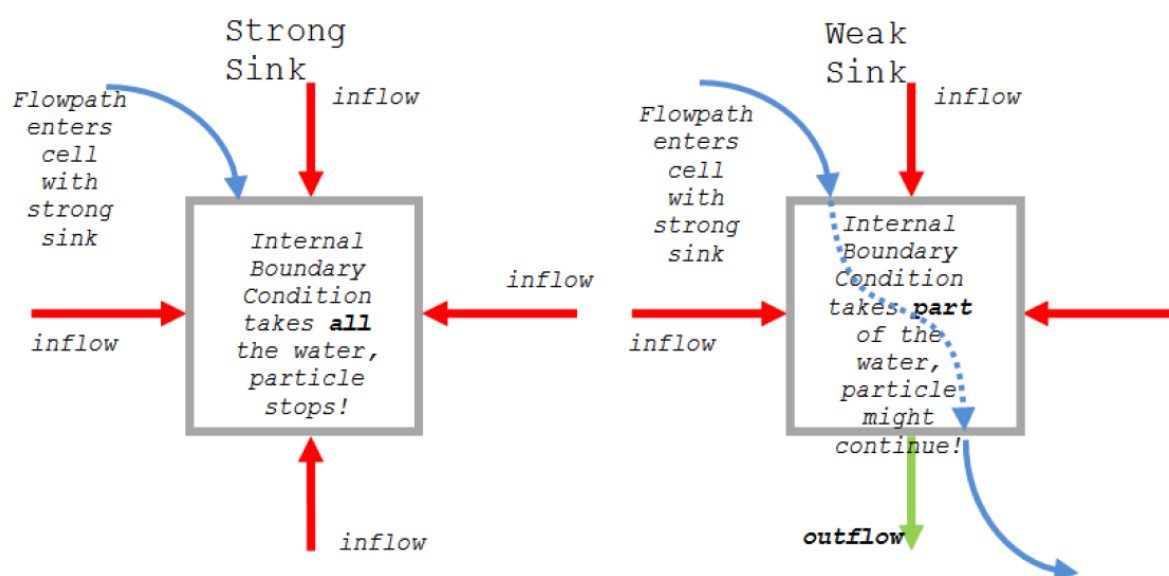 Strong
Sink
inflow
Flowpath
enters
cell
with
strong
sink
Internal
Boundary
Condition
takes all
the water,
particle
stops!
inflow
inflow
inflow
Weak
Sink
inflow
Flowpath
enters
cell
with
strong
sink
Internal
Boundary
Condition
takes part
of the
water,
particle
might
continue!
inflow
outflow